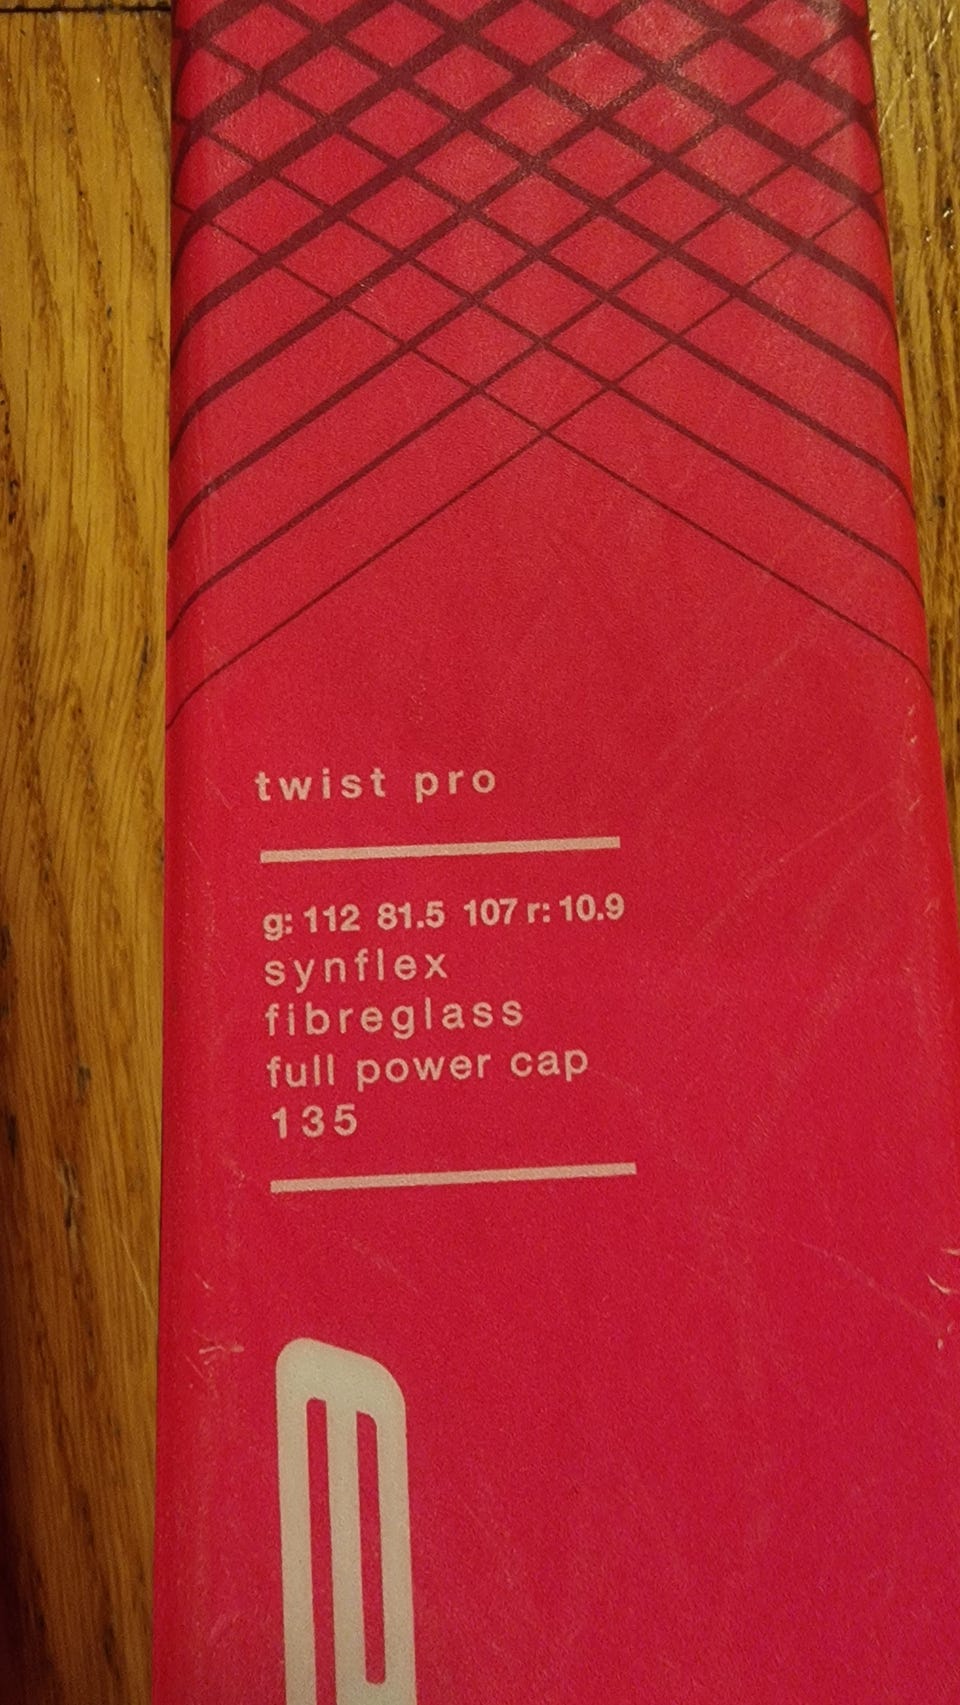 twist pro
g: 112 81.5 107 r: 10.9
synflex
fibreglass
full power cap
135